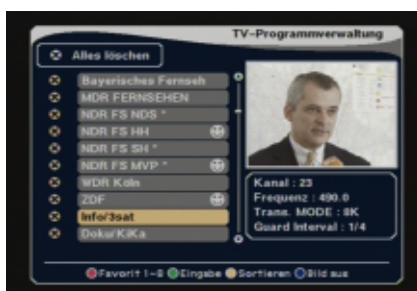 TV-Programmverwaltung
Alles löschen
Bayerisches Fernseh
MDR FERNSEHEN
NDR FS NDS *
NDR FS HH
NDR FS SH *
NDR FS MVP *
WDR Köln
ZDF
Info/3sat
Doku/KiKa
Kanal : 23
Frequenz : 490.0
Trans. MODE : 8K
Guard Interval : 1/4
Favorit 1-8 Eingabe Sortieren Bild aus